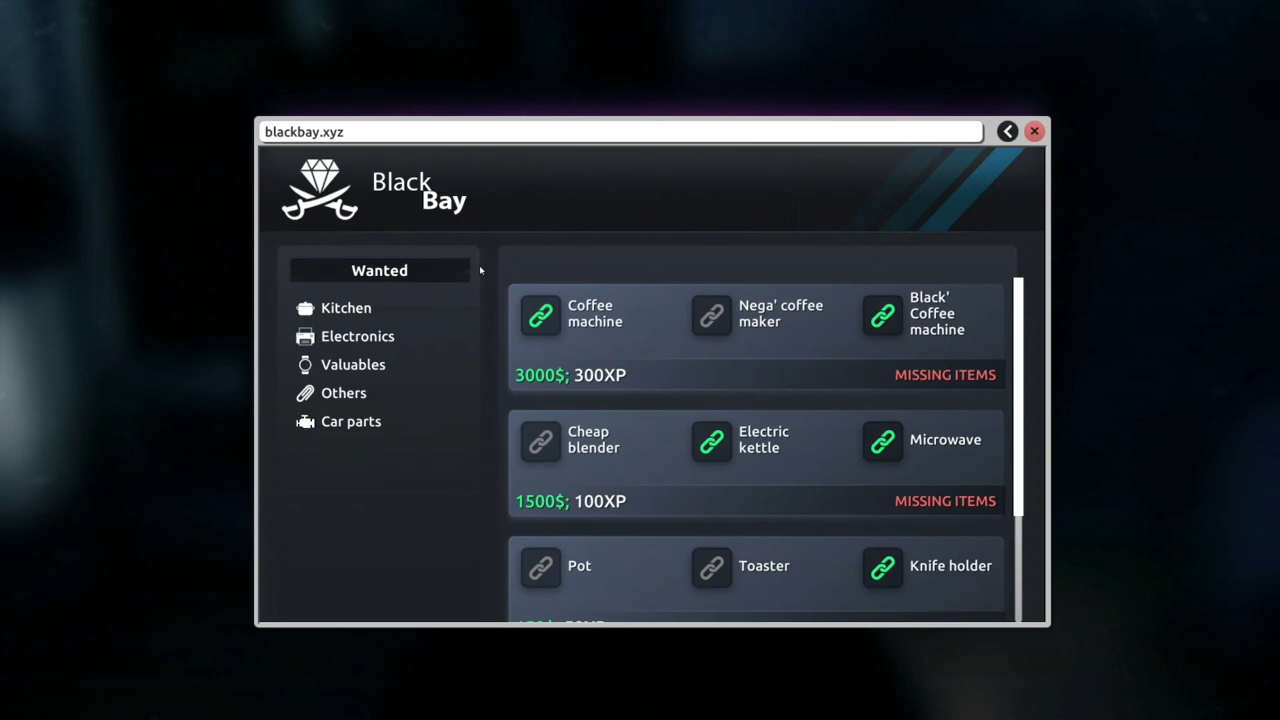 blackbay.xyz
Black
Bay
Wanted
Kitchen
Electronics
Valuables
Others
Car parts
Coffee
machine
Nega' coffee
maker
Black'
Coffee
machine
3000$; 300XP
MISSING ITEMS
Cheap
blender
Electric
kettle
Microwave
1500$; 100XP
MISSING ITEMS
Pot
Toaster
Knife holder